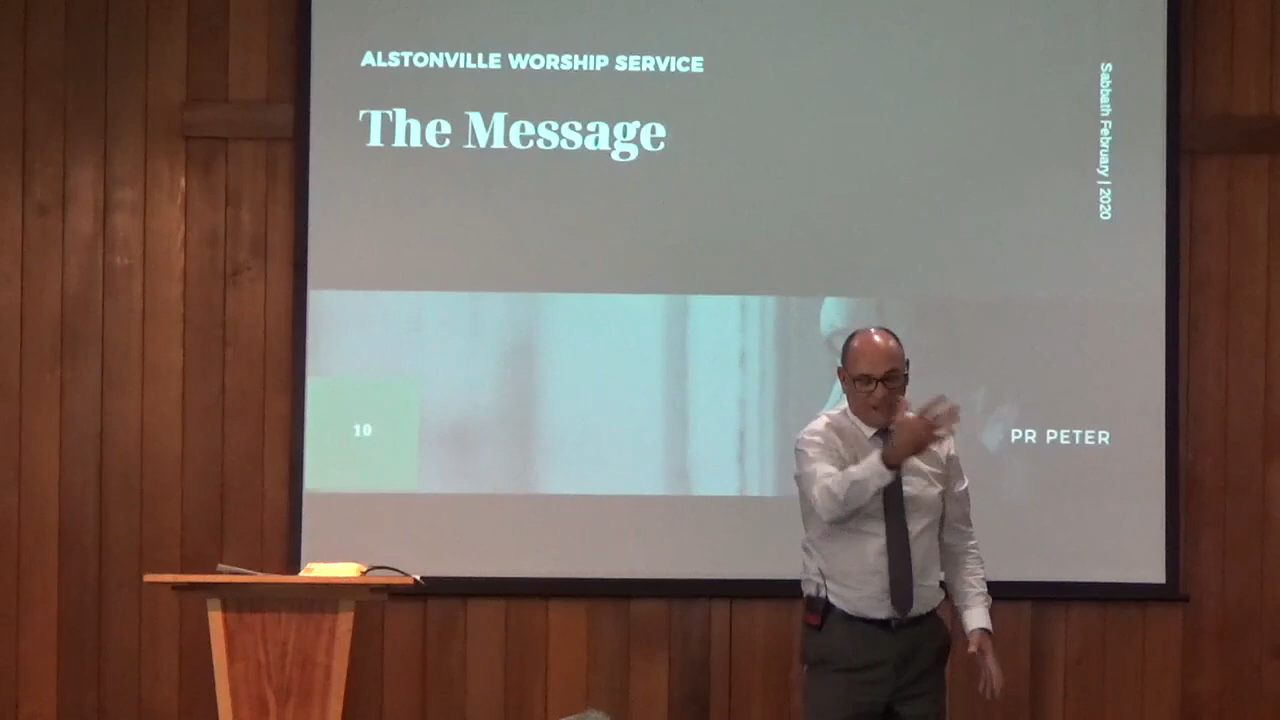 ALSTONVILLE WORSHIP SERVICE
The Message
Sabbath February | 2020
10
PR PETER